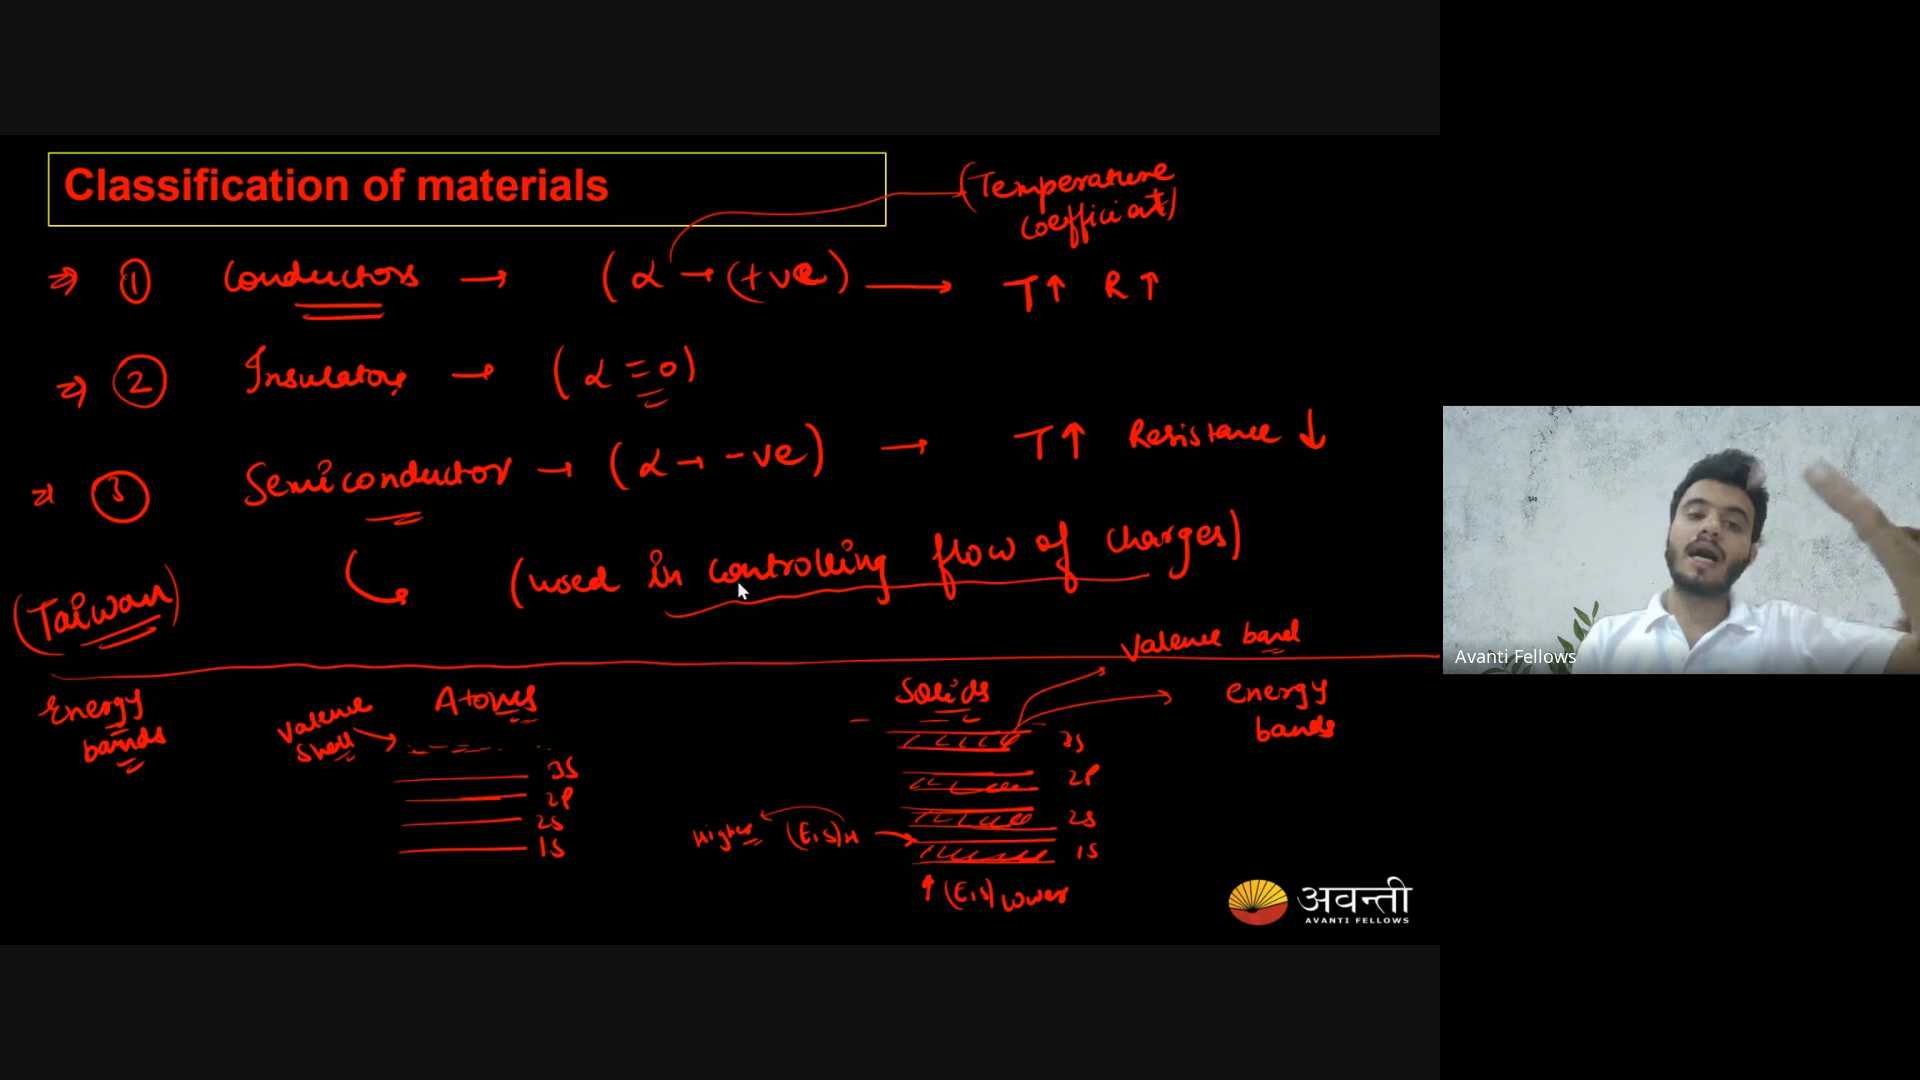 Classification of materials
(Temperature
coefficient)
⇒ ① Conductors → (α → (+ve) → T↑ R↑
⇒ ② Insulators → (α = 0)
⇒ ③ Semiconductor → (α → -ve) → T↑ Resistance ↓
(used in controlling flow of charges)
(Taiwan)
Valence band
Energy
bands
Valence
Shell
Atoms
3s
2p
2s
1s
Solids
energy
bands
3s
2p
2s
1s
Higher (E1s)H
↑ (E1s) lower
अवन्ती
AVANTI FELLOWS
Avanti Fellows